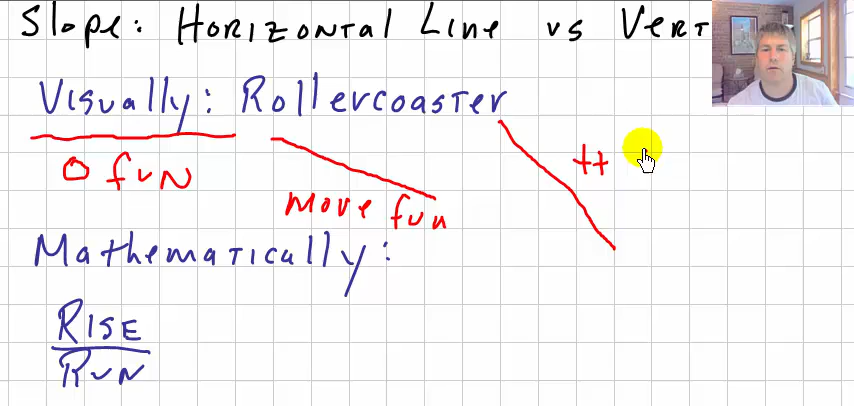 Slope: Horizontal Line vs Vert
Visually: Rollercoaster
0 fun
more fun
++
Mathematically:
Rise
Run